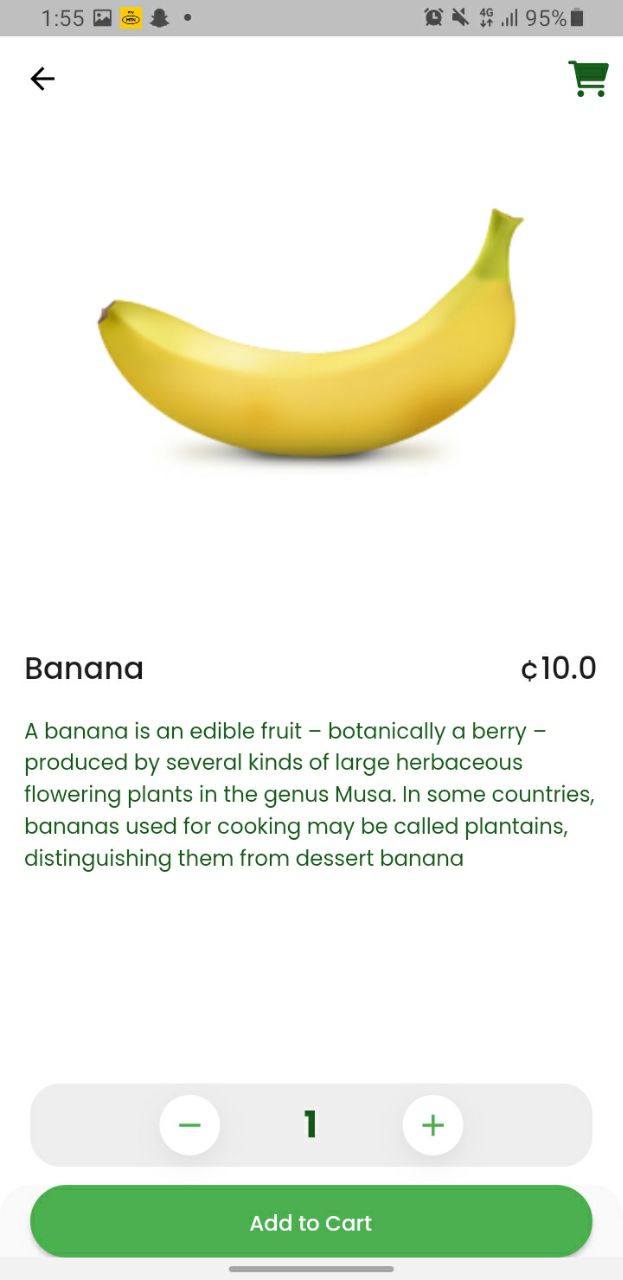 1:55 4G 95%
Banana ¢10.0
A banana is an edible fruit – botanically a berry –
produced by several kinds of large herbaceous
flowering plants in the genus Musa. In some countries,
bananas used for cooking may be called plantains,
distinguishing them from dessert banana
1
Add to Cart